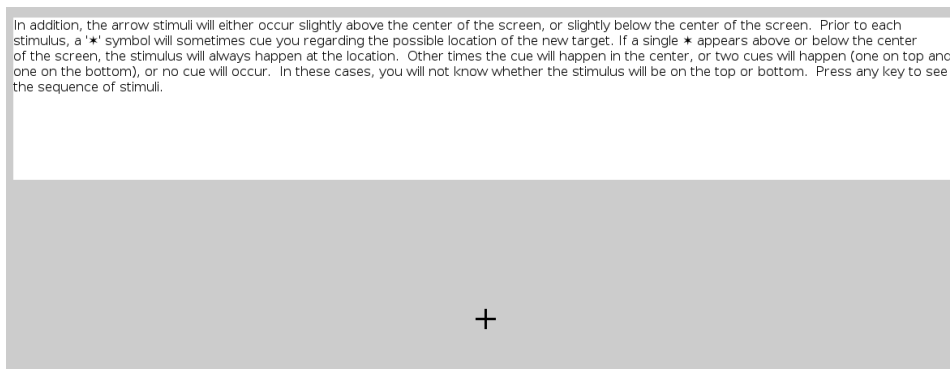 In addition, the arrow stimuli will either occur slightly above the center of the screen, or slightly below the center of the screen.  Prior to each
stimulus, a '✶' symbol will sometimes cue you regarding the possible location of the new target. If a single ✶ appears above or below the center
of the screen, the stimulus will always happen at the location.  Other times the cue will happen in the center, or two cues will happen (one on top and
one on the bottom), or no cue will occur.  In these cases, you will not know whether the stimulus will be on the top or bottom.  Press any key to see
the sequence of stimuli.
+